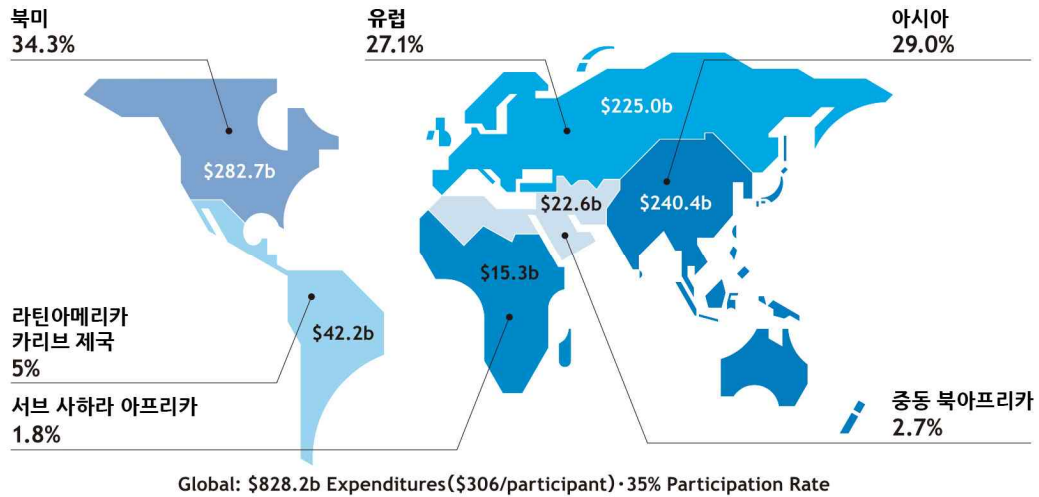 북미
34.3%
유럽
27.1%
아시아
29.0%
$225.0b
$282.7b
$22.6b
$240.4b
$15.3b
$42.2b
라틴아메리카
카리브 제국
5%
서브 사하라 아프리카
1.8%
중동 북아프리카
2.7%
Global: $828.2b Expenditures($306/participant)·35% Participation Rate